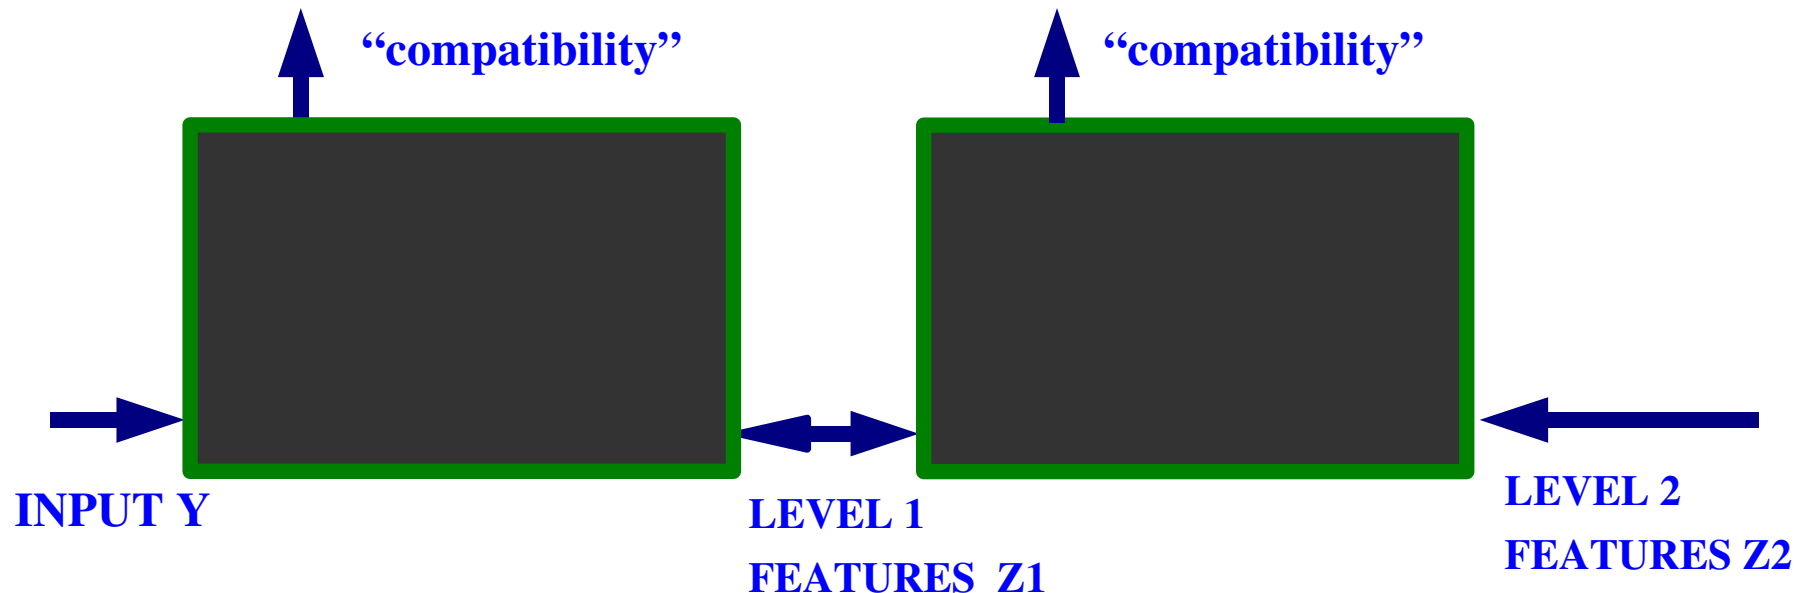 “compatibility”
“compatibility”
INPUT Y
LEVEL 1
FEATURES Z1
LEVEL 2
FEATURES Z2